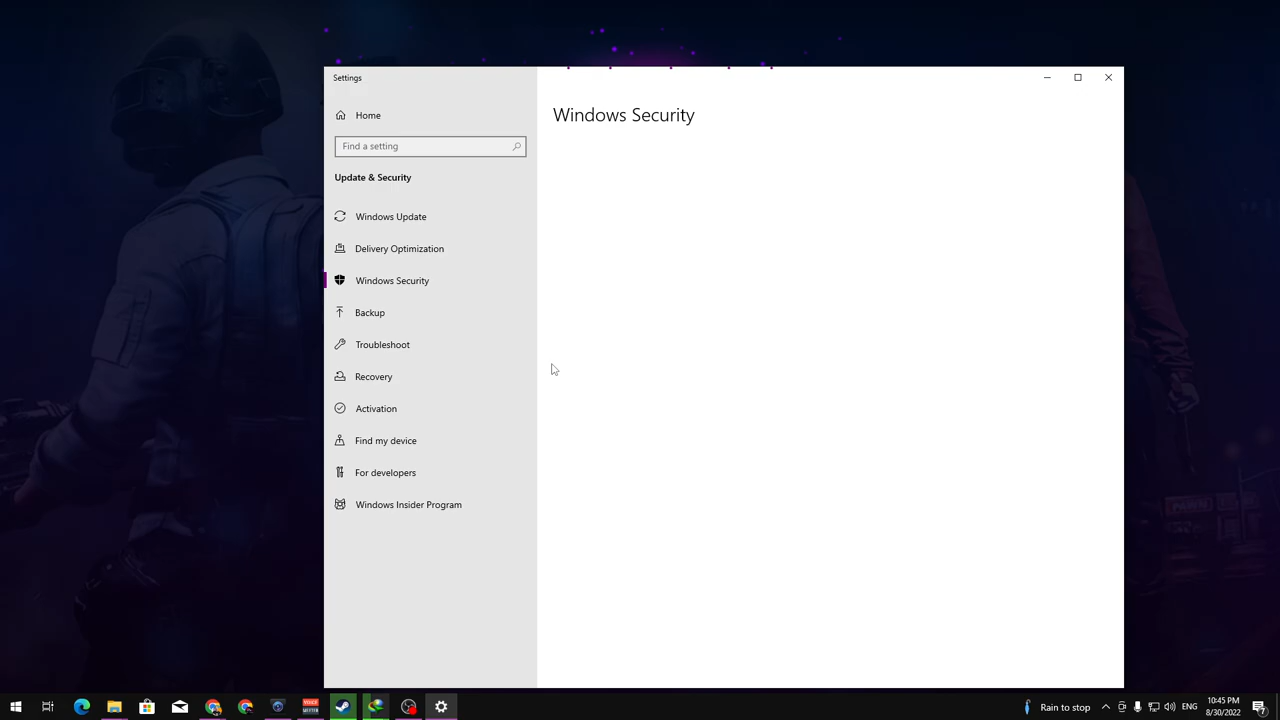 Settings
Home
Find a setting
Update & Security
Windows Update
Delivery Optimization
Windows Security
Backup
Troubleshoot
Recovery
Activation
Find my device
For developers
Windows Insider Program
Windows Security
Rain to stop
ENG
10:45 PM
8/30/2022